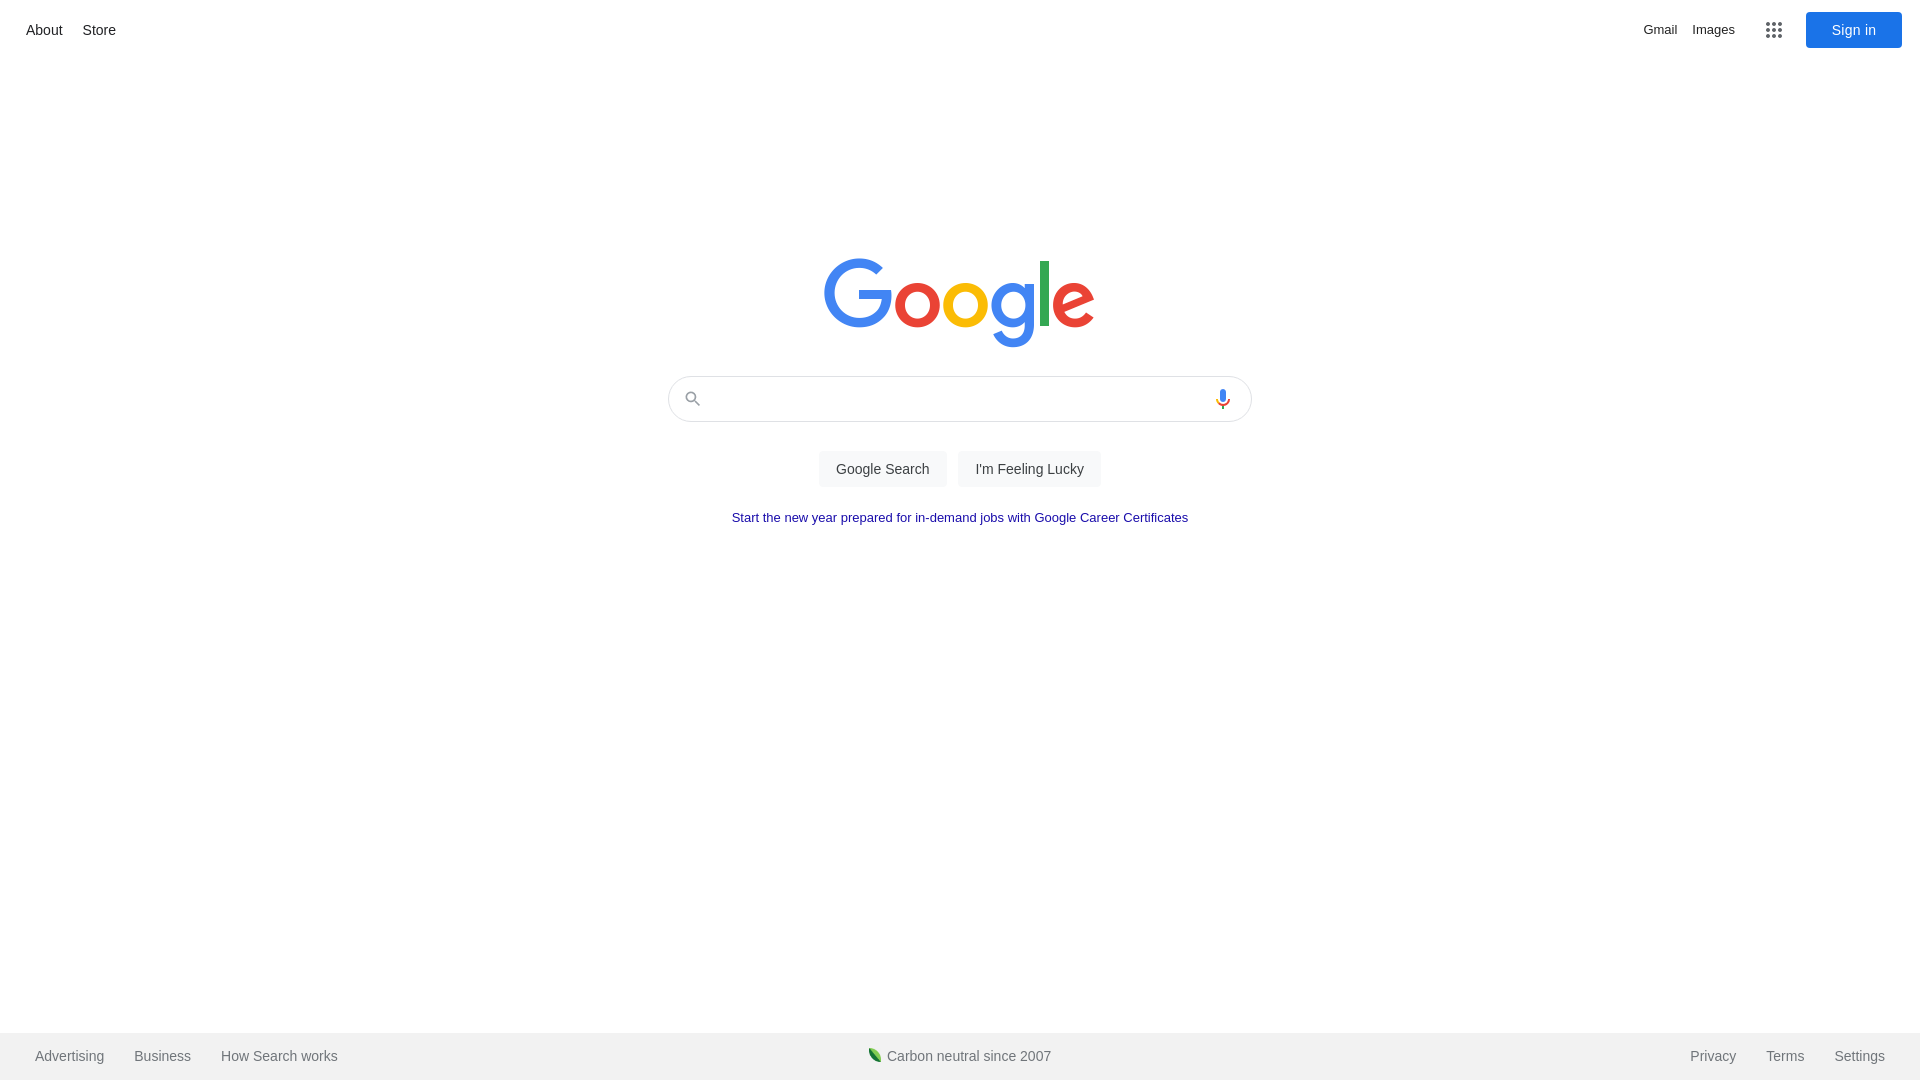 About Store Gmail Images Sign in
Google
Google Search I'm Feeling Lucky
Start the new year prepared for in-demand jobs with Google Career Certificates
Advertising Business How Search works Carbon neutral since 2007 Privacy Terms Settings